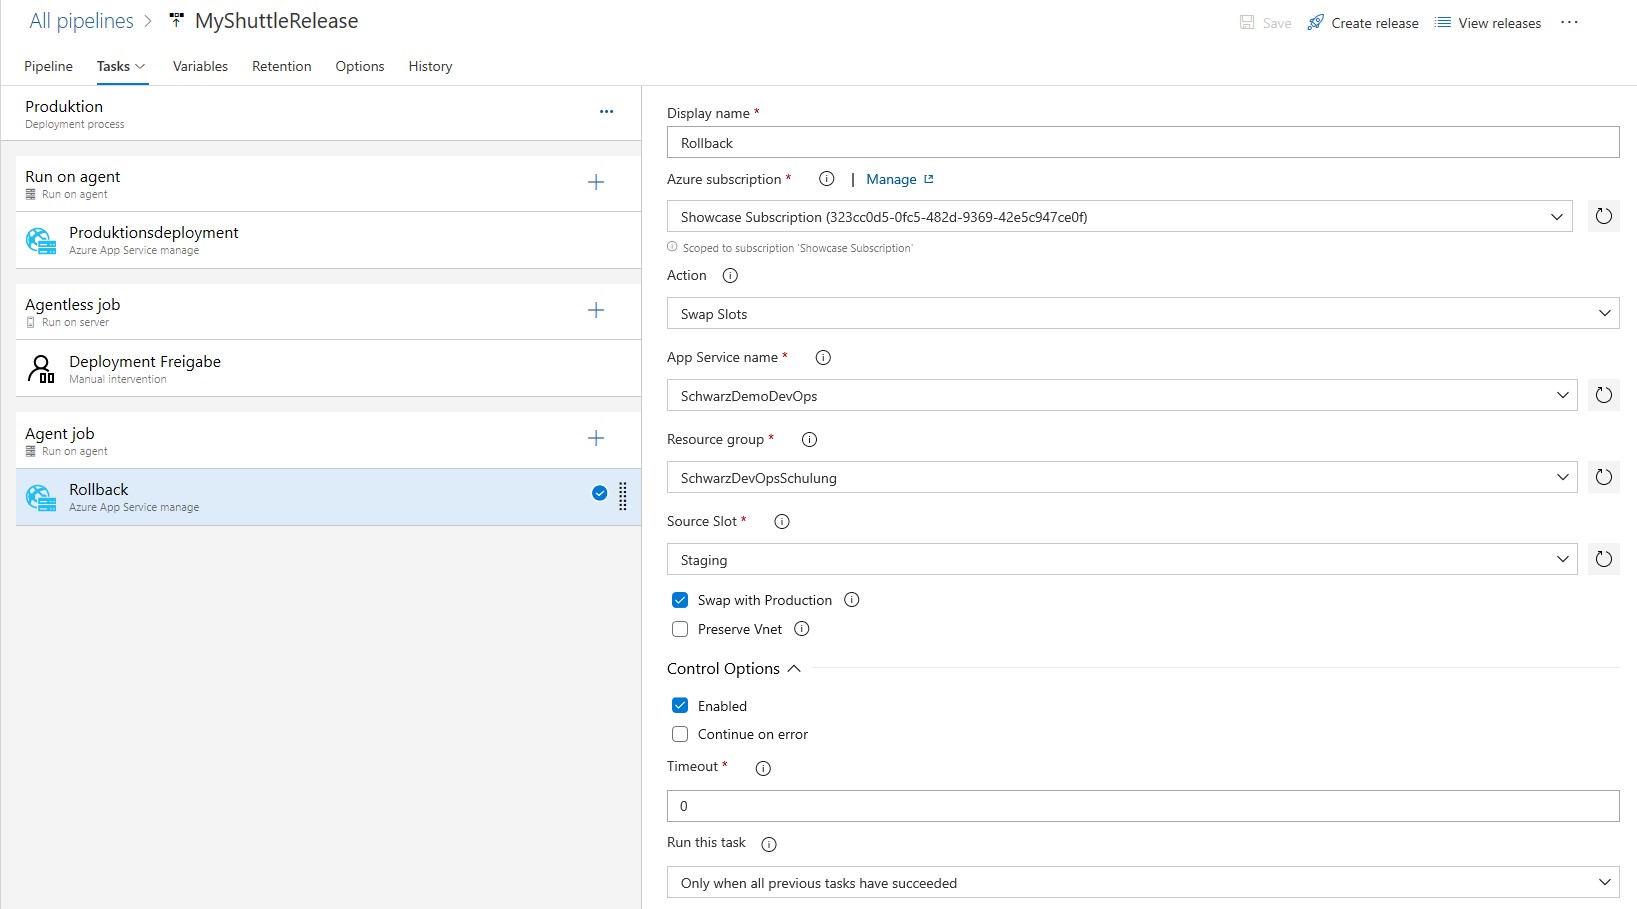 All pipelines > MyShuttleRelease
Save Create release View releases ...
Pipeline Tasks Variables Retention Options History
Produktion
Deployment process
Run on agent
Run on agent
Produktionsdeployment
Azure App Service manage
Agentless job
Run on server
Deployment Freigabe
Manual intervention
Agent job
Run on agent
Rollback
Azure App Service manage
Display name *
Rollback
Azure subscription * | Manage
Showcase Subscription (323cc0d5-0fc5-482d-9369-42e5c947ce0f)
Scoped to subscription 'Showcase Subscription'
Action
Swap Slots
App Service name *
SchwarzDemoDevOps
Resource group *
SchwarzDevOpsSchulung
Source Slot *
Staging
Swap with Production
Preserve Vnet
Control Options
Enabled
Continue on error
Timeout *
0
Run this task
Only when all previous tasks have succeeded